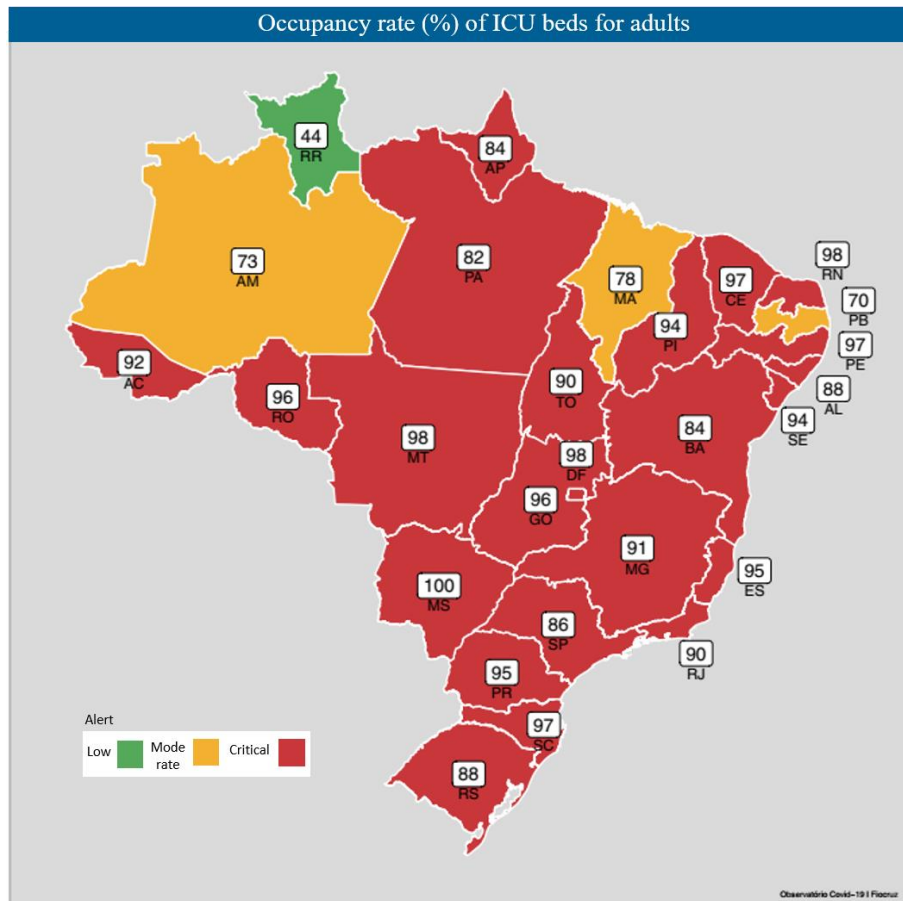 Occupancy rate (%) of ICU beds for adults
44
RR
84
AP
73
AM
82
PA
78
MA
97
CE
98
RN
70
PB
94
PI
97
PE
92
AC
96
RO
90
TO
88
AL
94
SE
98
MT
84
BA
98
DF
96
GO
91
MG
95
ES
100
MS
86
SP
90
RJ
95
PR
97
SC
88
RS
Alert
Low
Mode
rate
Critical
Observatório Covid-19 | Fiocruz